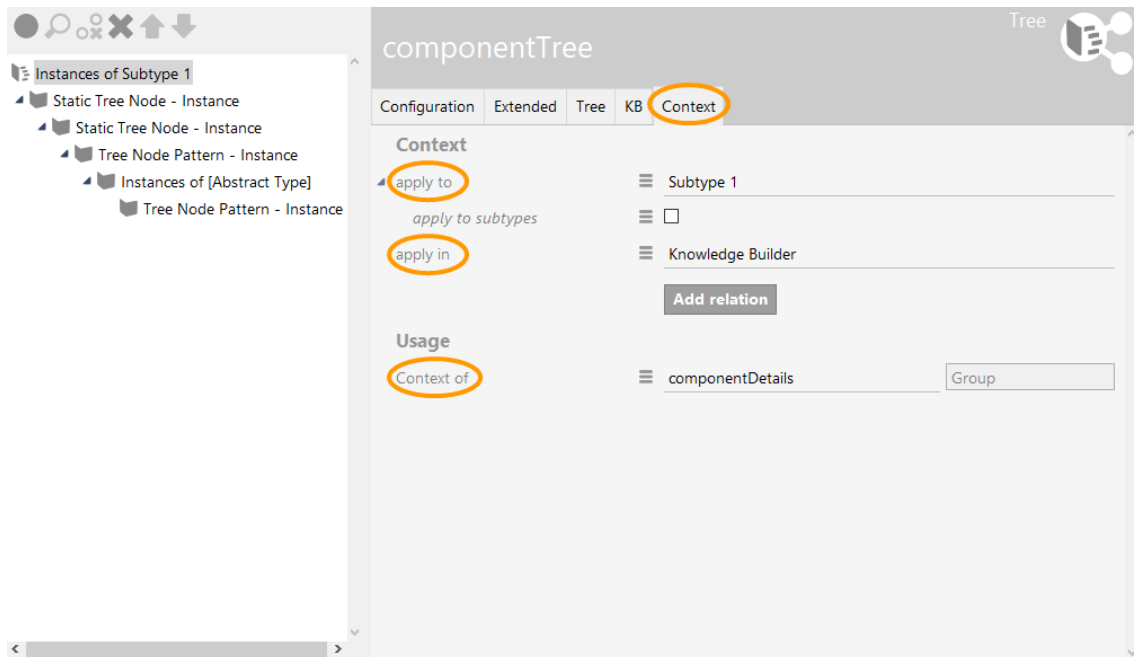 Instances of Subtype 1
Static Tree Node - Instance
Static Tree Node - Instance
Tree Node Pattern - Instance
Instances of [Abstract Type]
Tree Node Pattern - Instance
Tree
componentTree
Configuration Extended Tree KB Context
Context
apply to Subtype 1
apply to subtypes
apply in Knowledge Builder
Add relation
Usage
Context of componentDetails Group